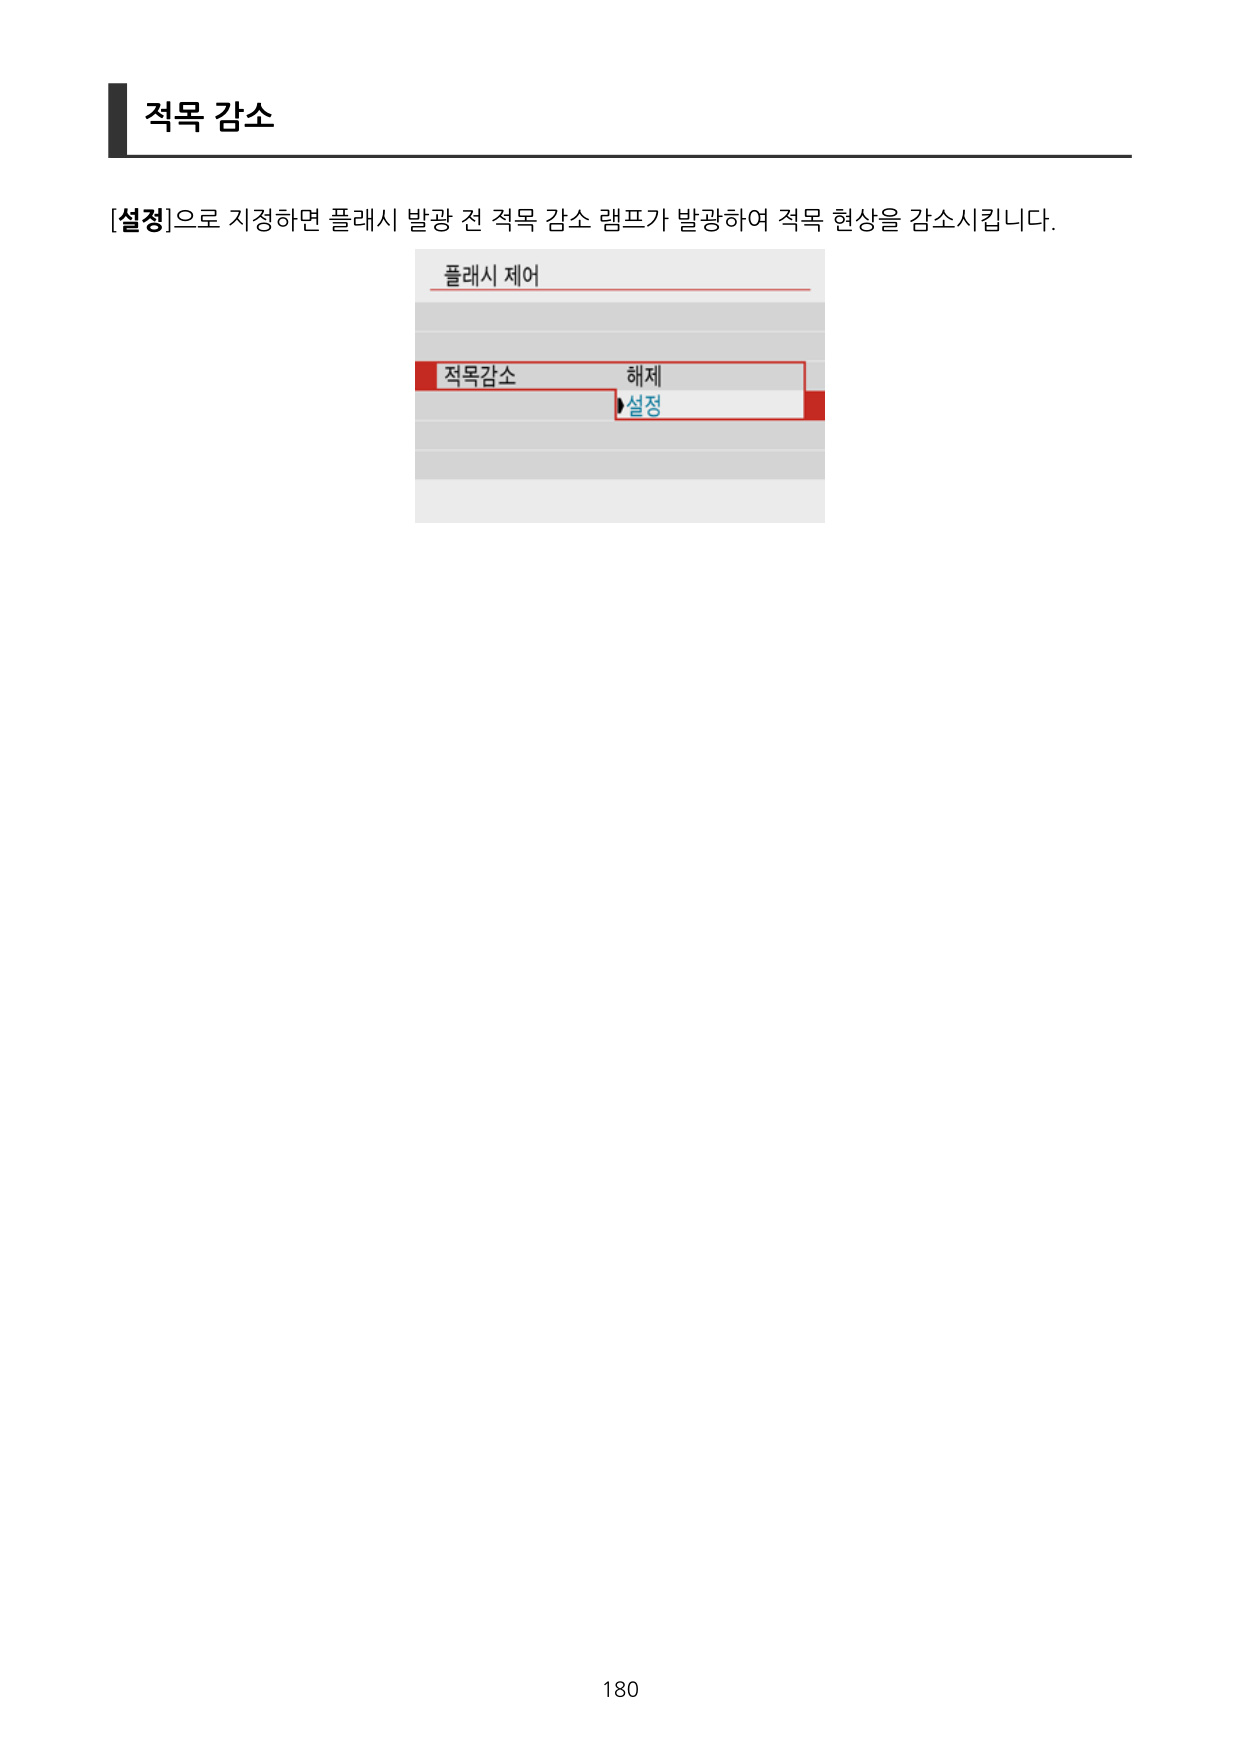 적목 감소
[설정]으로 지정하면 플래시 발광 전 적목 감소 램프가 발광하여 적목 현상을 감소시킵니다.
플래시 제어
적목감소 해제
설정
180